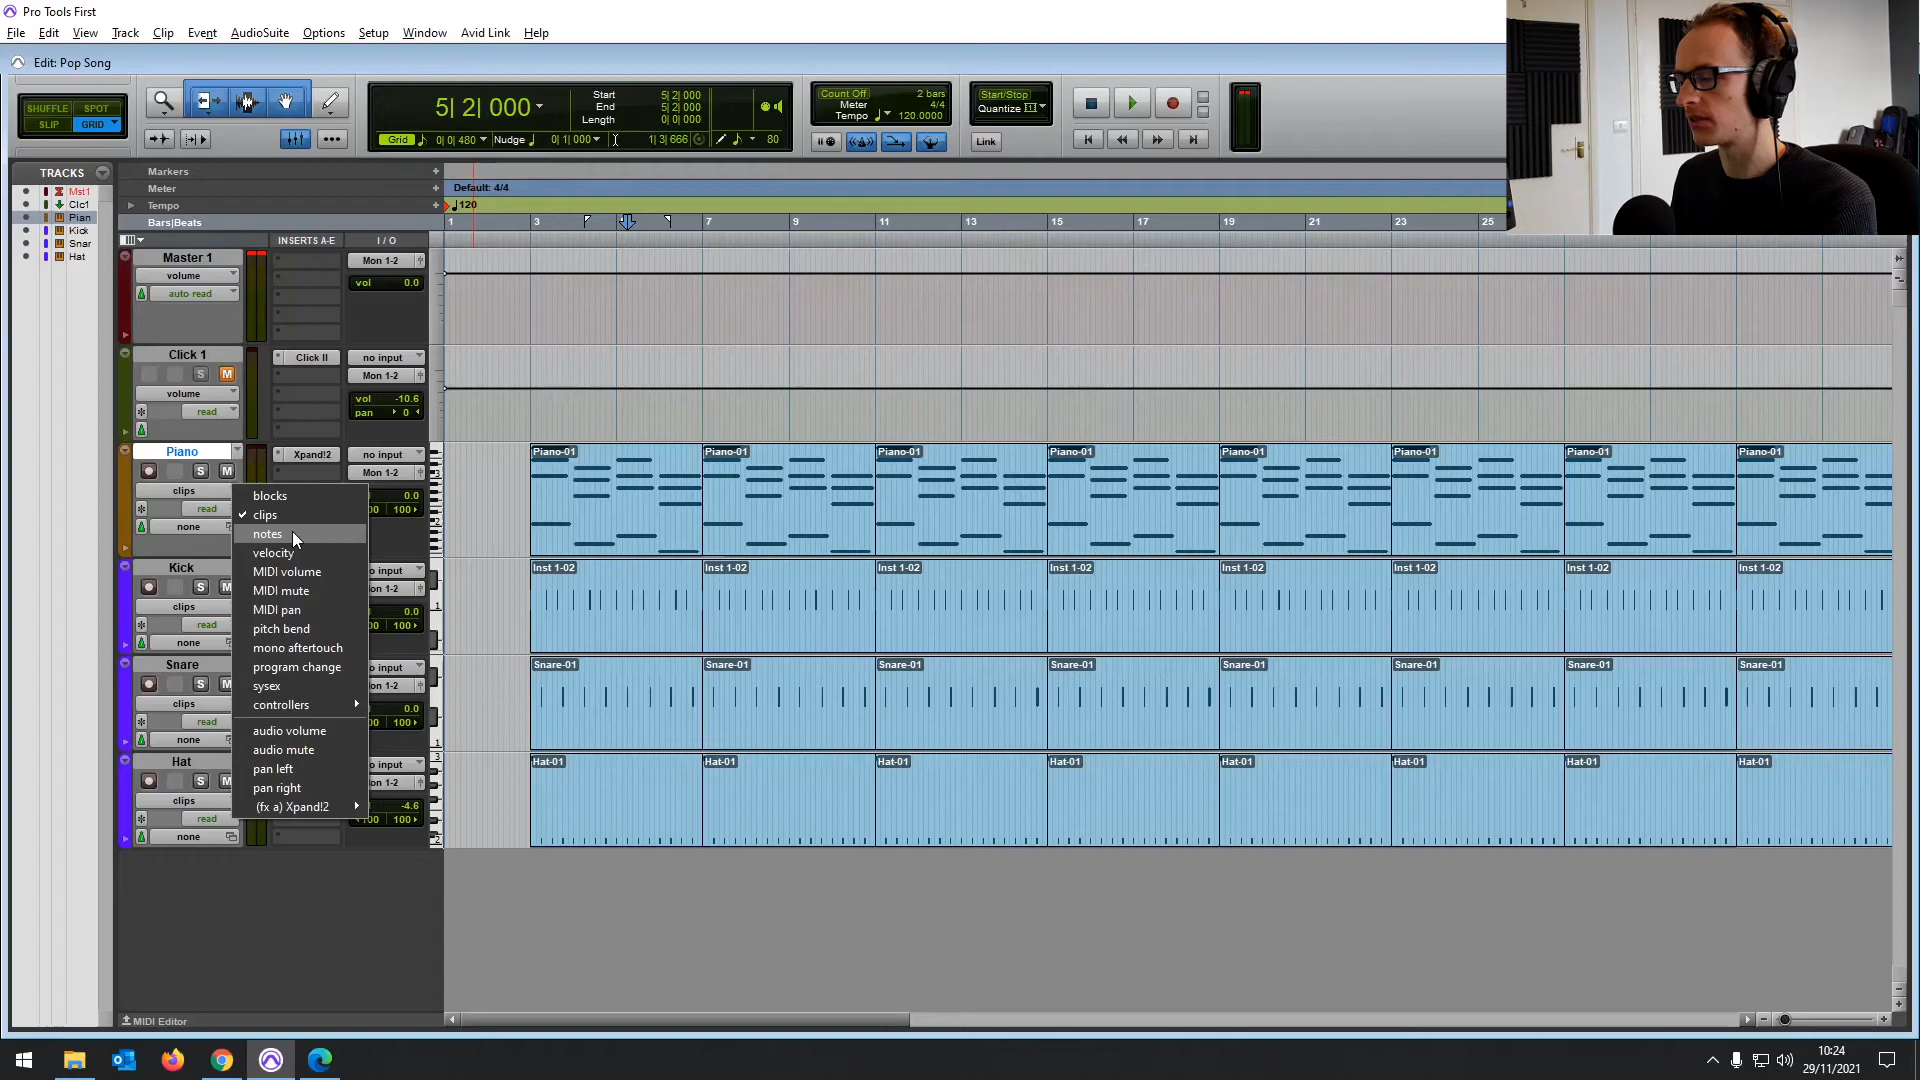 Pro Tools First
File Edit View Track Clip Event AudioSuite Options Setup Window Avid Link Help
Edit: Pop Song
SHUFFLE SPOT
SLIP GRID
5| 2| 000
Start 5| 2| 000
End 5| 2| 000
Length 0| 0| 000
Grid 0| 0| 480 Nudge 0| 1| 000 1| 3| 666 80
Count Off 2 bars
Meter 4/4
Tempo 120.0000
Start/Stop
Quantize
Link
TRACKS
Mst1
Clc1
Pian
Kick
Snar
Hat
Markers
Meter Default: 4/4
Tempo 120
Bars|Beats 1 3 7 9 11 13 15 17 19 21 23 25
INSERTS A-E I / O
Master 1
volume
auto read
Mon 1-2
vol 0.0
Click 1
S M
volume
read
Click II
no input
Mon 1-2
vol -10.6
pan 0
Piano
S M
clips
read
none
Xpand!2
no input
Mon 1-2
0.0
100
Piano-01 Piano-01 Piano-01 Piano-01 Piano-01 Piano-01 Piano-01 Piano-01
blocks
clips
notes
velocity
MIDI volume
MIDI mute
MIDI pan
pitch bend
mono aftertouch
program change
sysex
controllers
audio volume
audio mute
pan left
pan right
(fx a) Xpand!2
Kick
S M
clips
read
none
0.0
100
Inst 1-02 Inst 1-02 Inst 1-02 Inst 1-02 Inst 1-02 Inst 1-02 Inst 1-02 Inst 1-02
Snare
S M
clips
read
none
0.0
100
Snare-01 Snare-01 Snare-01 Snare-01 Snare-01 Snare-01 Snare-01 Snare-01
Hat
S
clips
read
none
-4.6
100 100
Hat-01 Hat-01 Hat-01 Hat-01 Hat-01 Hat-01 Hat-01 Hat-01
MIDI Editor
10:24
29/11/2021